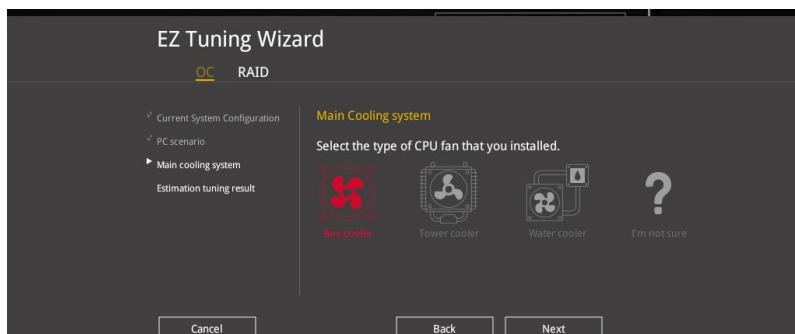 EZ Tuning Wizard
OC RAID
Current System Configuration
PC scenario
Main cooling system
Estimation tuning result
Main Cooling system
Select the type of CPU fan that you installed.
Box cooler Tower cooler Water cooler I'm not sure
Cancel Back Next